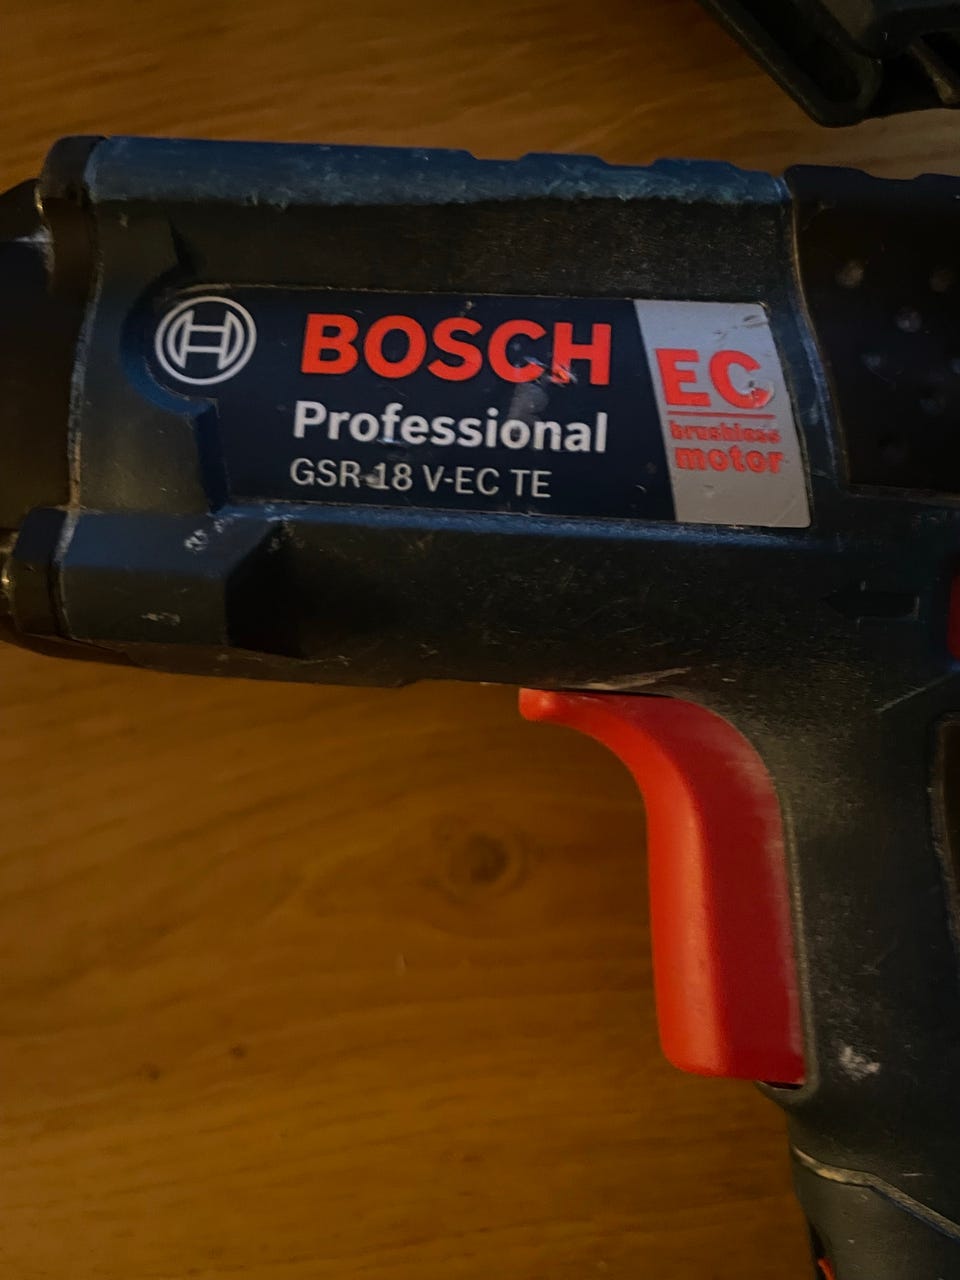 BOSCH
Professional
GSR 18 V-EC TE
EC
brushless
motor